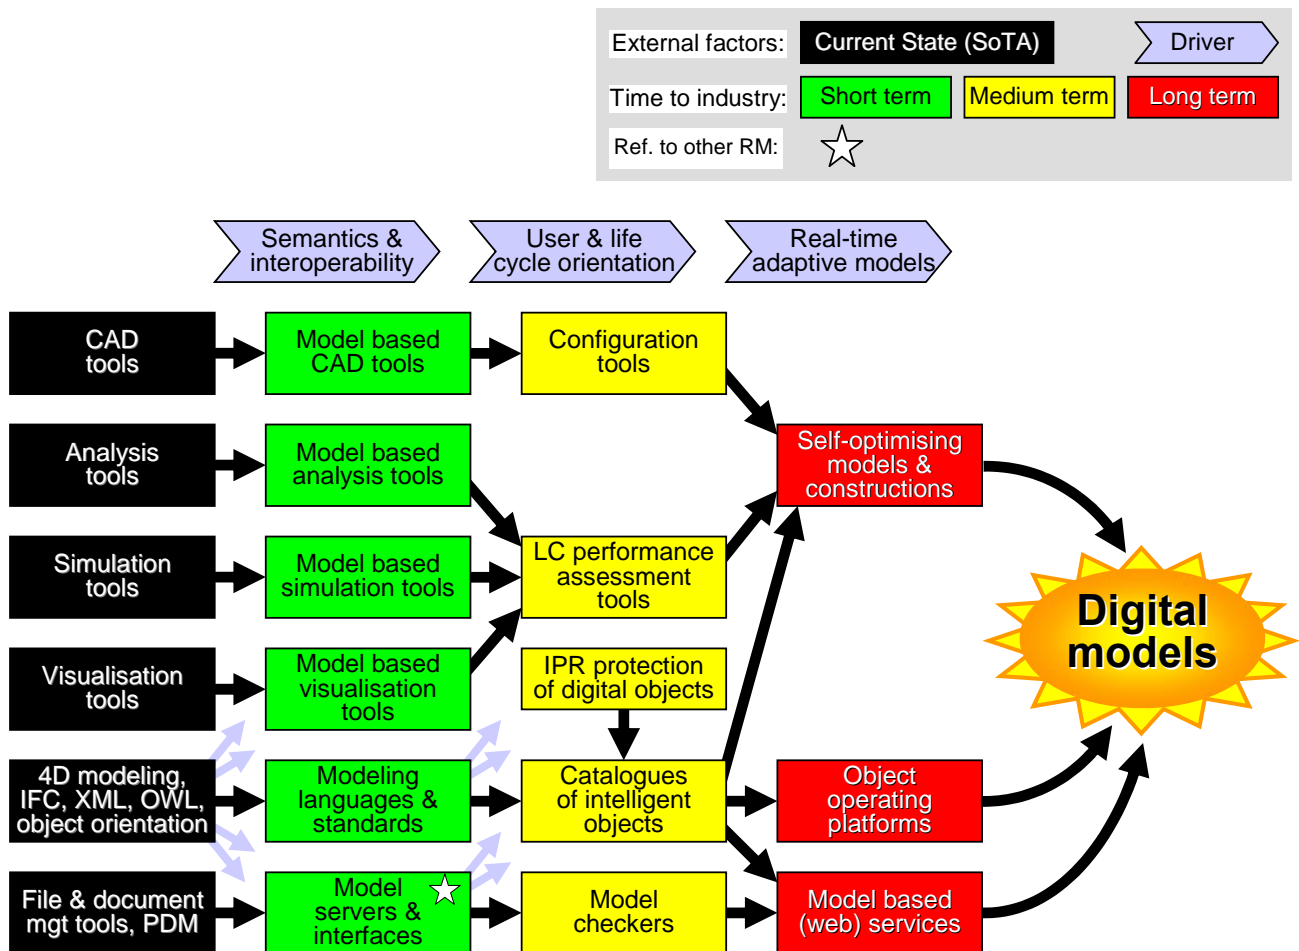 External factors:
Current State (SoTA)
Driver
Time to industry:
Short term
Medium term
Long term
Ref. to other RM:
Semantics &
interoperability
User & life
cycle orientation
Real-time
adaptive models
CAD
tools
Model based
CAD tools
Configuration
tools
Analysis
tools
Model based
analysis tools
Self-optimising
models &
constructions
Simulation
tools
Model based
simulation tools
LC performance
assessment
tools
Digital
models
Visualisation
tools
Model based
visualisation
tools
IPR protection
of digital objects
4D modeling,
IFC, XML, OWL,
object orientation
Modeling
languages &
standards
Catalogues
of intelligent
objects
Object
operating
platforms
File & document
mgt tools, PDM
Model
servers &
interfaces
Model
checkers
Model based
(web) services